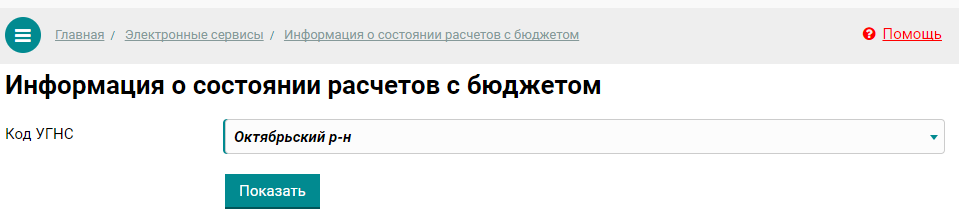 Главная / Электронные сервисы / Информация о состоянии расчетов с бюджетом Помощь
Информация о состоянии расчетов с бюджетом
Код УГНС Октябрьский р-н
Показать